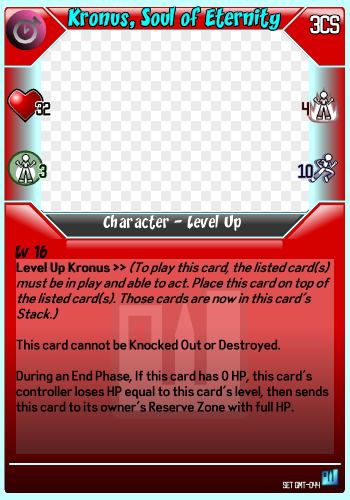 Kronus, Soul of Eternity
3CS
32
4
3
10
Character - Level Up
Lv 16
Level Up Kronus >> (To play this card, the listed card(s)
must be in play and able to act. Place this card on top of
the listed card(s). Those cards are now in this card's
Stack.)
This card cannot be Knocked Out or Destroyed.
During an End Phase, If this card has 0 HP, this card's
controller loses HP equal to this card's level, then sends
this card to its owner's Reserve Zone with full HP.
SET GMT-044